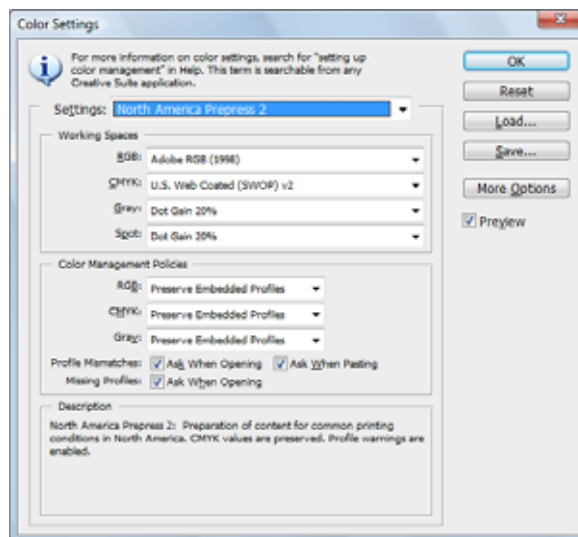 Color Settings
For more information on color settings, search for "setting up
color management" in Help. This term is searchable from any
Creative Suite application.
Settings: North America Prepress 2
Working Spaces
RGB: Adobe RGB (1998)
CMYK: U.S. Web Coated (SWOP) v2
Gray: Dot Gain 20%
Spot: Dot Gain 20%
Color Management Policies
RGB: Preserve Embedded Profiles
CMYK: Preserve Embedded Profiles
Gray: Preserve Embedded Profiles
Profile Mismatches: Ask When Opening Ask When Pasting
Missing Profiles: Ask When Opening
Description
North America Prepress 2: Preparation of content for common printing
conditions in North America. CMYK values are preserved. Profile warnings are
enabled.
OK
Reset
Load...
Save...
More Options
Preview